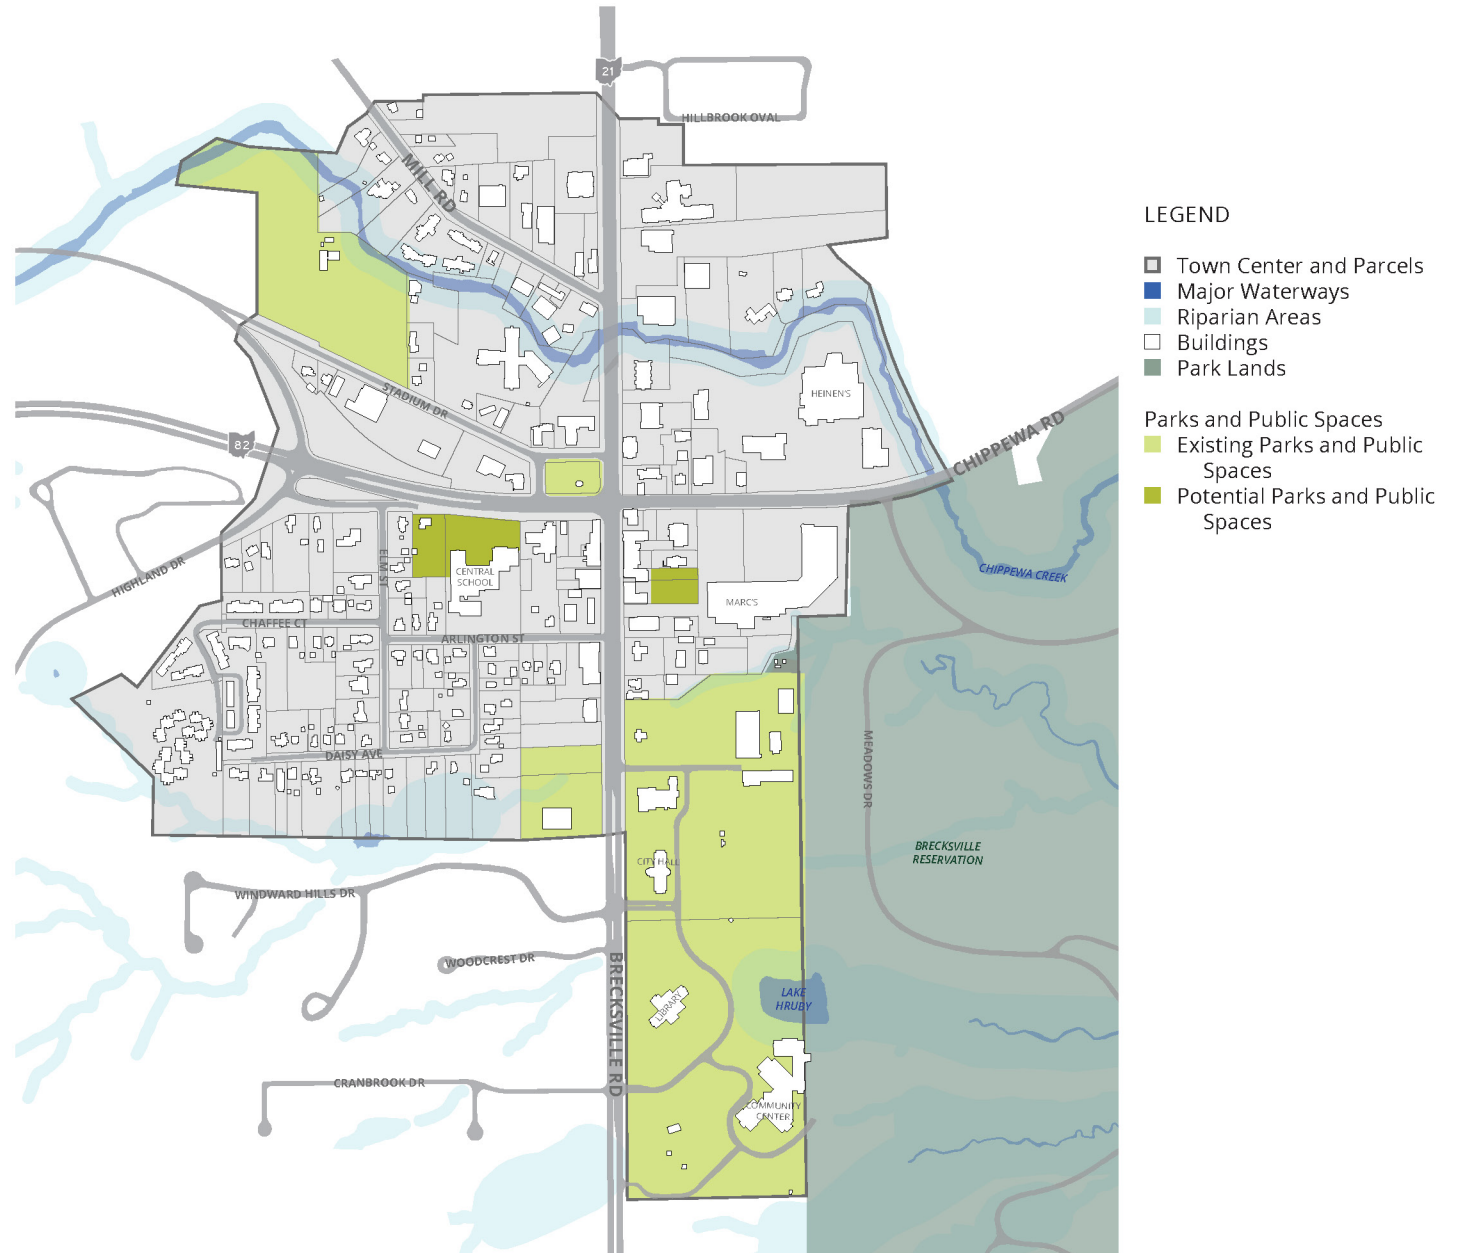 21
HILLBROOK OVAL
MILL RD
LEGEND
Town Center and Parcels
Major Waterways
Riparian Areas
Buildings
Park Lands
Parks and Public Spaces
Existing Parks and Public
Spaces
Potential Parks and Public
Spaces
STADIUM DR
HEINEN'S
82
CHIPPEWA RD
HIGHLAND DR
ELM ST
CENTRAL
SCHOOL
CHIPPEWA CREEK
MARC'S
CHAFFEE CT
ARLINGTON ST
DAISY AVE
MEADOWS DR
BRECKSVILLE
RESERVATION
CITY HALL
WINDWARD HILLS DR
WOODCREST DR
BRECKSVILLE RD
LAKE
HRUBY
LIBRARY
CRANBROOK DR
COMMUNITY
CENTER